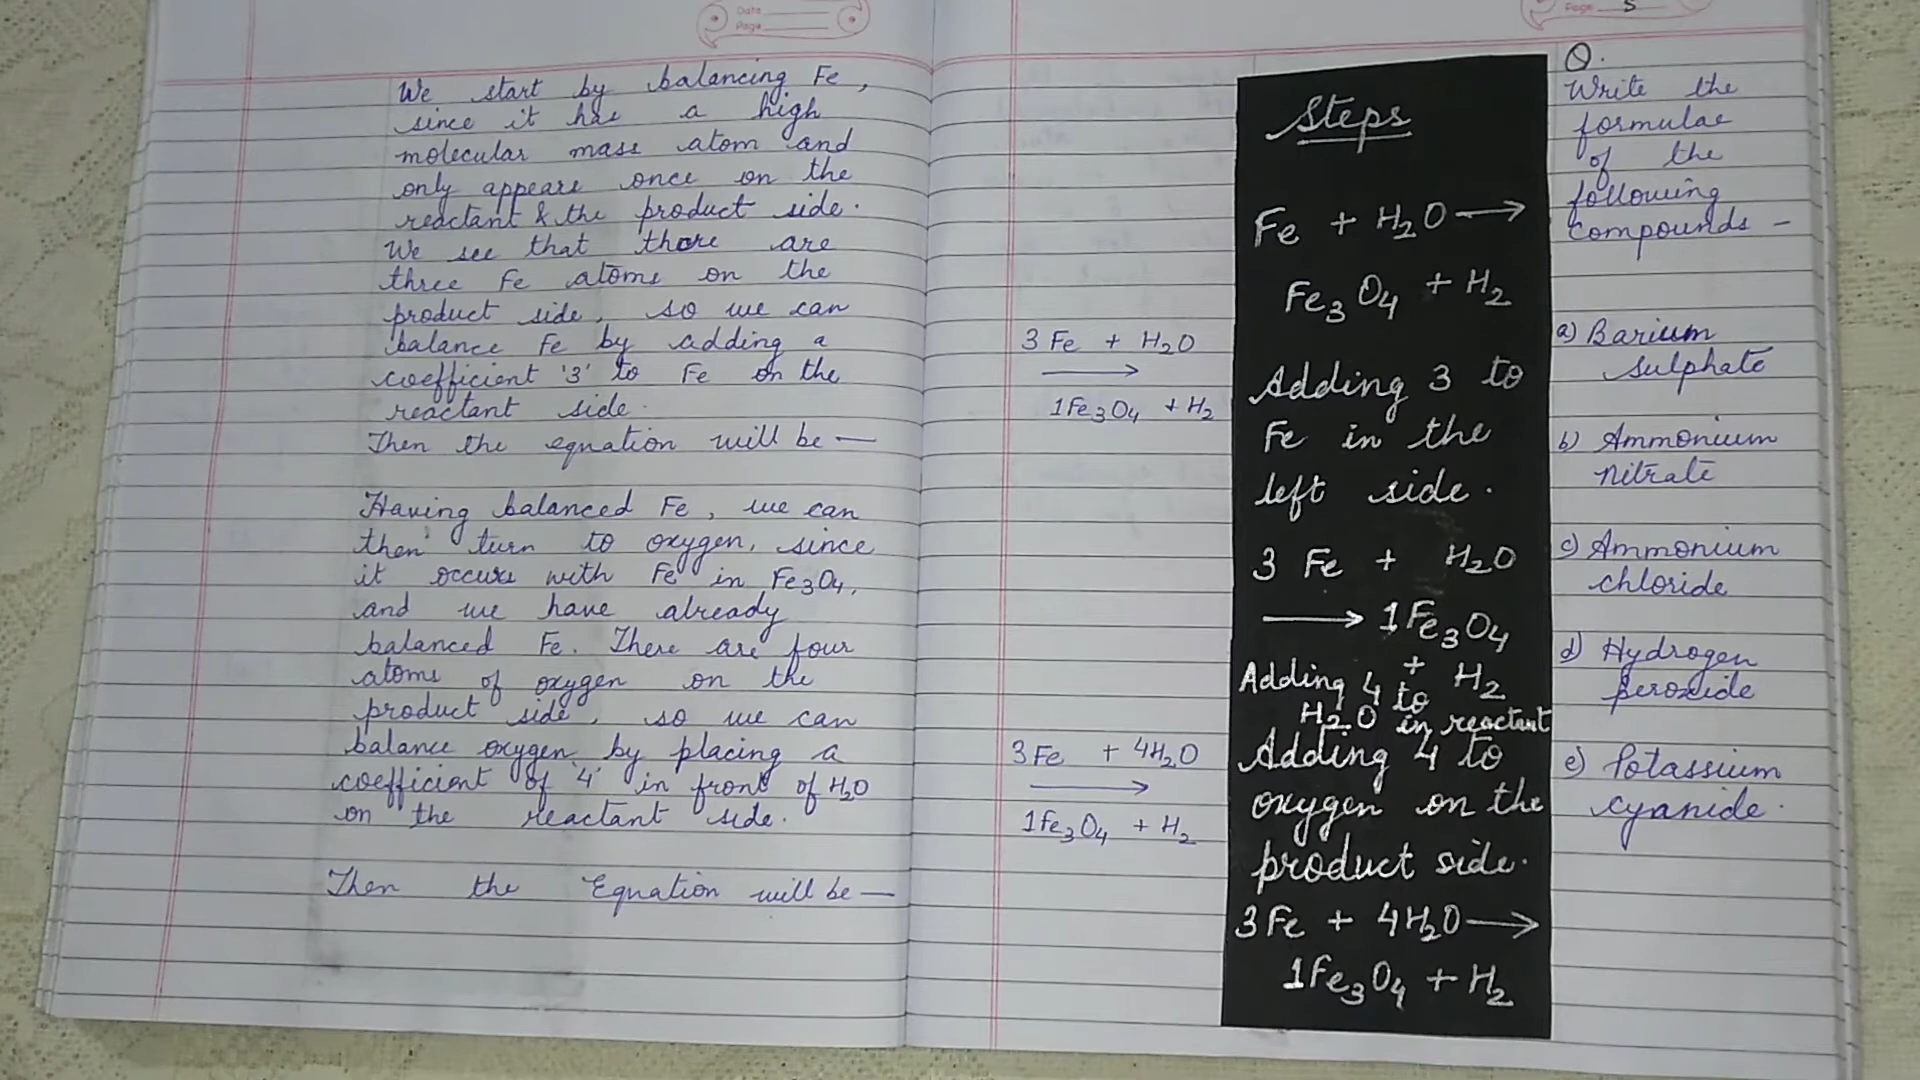 Date
Page
Page 5
We start by balancing Fe,
since it has a high
molecular mass atom and
only appears once on the
reactant & the product side.
We see that there are
three Fe atoms on the
product side, so we can
balance Fe by adding a
coefficient '3' to Fe on the
reactant side.
Then the equation will be —
Having balanced Fe, we can
then turn to oxygen, since
it occurs with Fe in Fe₃O₄,
and we have already
balanced Fe. There are four
atoms of oxygen on the
product side, so we can
balance oxygen by placing a
coefficient of '4' in front of H2O
on the reactant side.
Then the Equation will be —
3 Fe + H₂O
⟶
1Fe₃O₄ + H₂
3Fe + 4H₂O
⟶
1Fe₃O₄ + H₂
Steps
Fe + H₂O ⟶
Fe₃O₄ + H₂
Adding 3 to
Fe in the
left side.
3 Fe + H₂O
⟶ 1Fe₃O₄
+ H₂
Adding 4 to
H₂O in reactant
Adding 4 to
oxygen on the
product side.
3Fe + 4H₂O ⟶
1Fe₃O₄ + H₂
Q.
Write the
formulae
of the
following
compounds –
a) Barium
sulphate
b) Ammonium
nitrate
c) Ammonium
chloride
d) Hydrogen
peroxide
e) Potassium
cyanide.